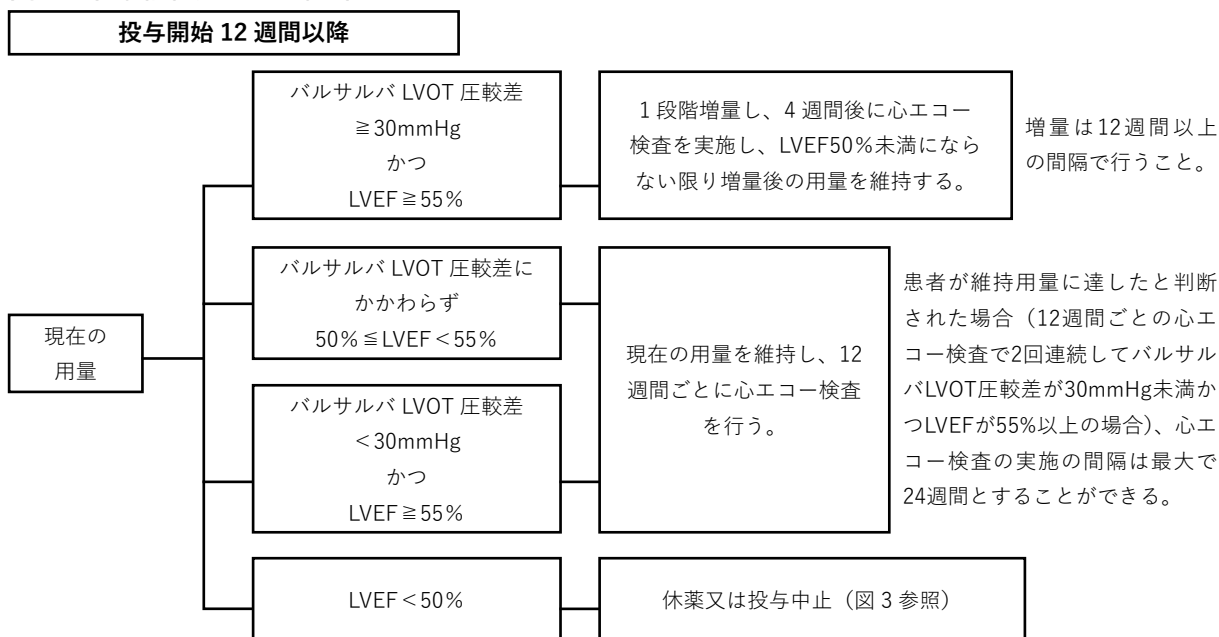 投与開始 12 週間以降
バルサルバ LVOT 圧較差
≧30mmHg
かつ
LVEF≧55%
1 段階増量し、4 週間後に心エコー
検査を実施し、LVEF50%未満になら
ない限り増量後の用量を維持する。
増量は12週間以上
の間隔で行うこと。
現在の
用量
バルサルバ LVOT 圧較差に
かかわらず
50%≦LVEF<55%
バルサルバ LVOT 圧較差
<30mmHg
かつ
LVEF≧55%
現在の用量を維持し、12
週間ごとに心エコー検査
を行う。
患者が維持用量に達したと判断
された場合（12週間ごとの心エ
コー検査で2回連続してバルサル
バLVOT圧較差が30mmHg未満か
つLVEFが55%以上の場合)、心エ
コー検査の実施の間隔は最大で
24週間とすることができる。
LVEF<50%
休薬又は投与中止（図 3 参照）